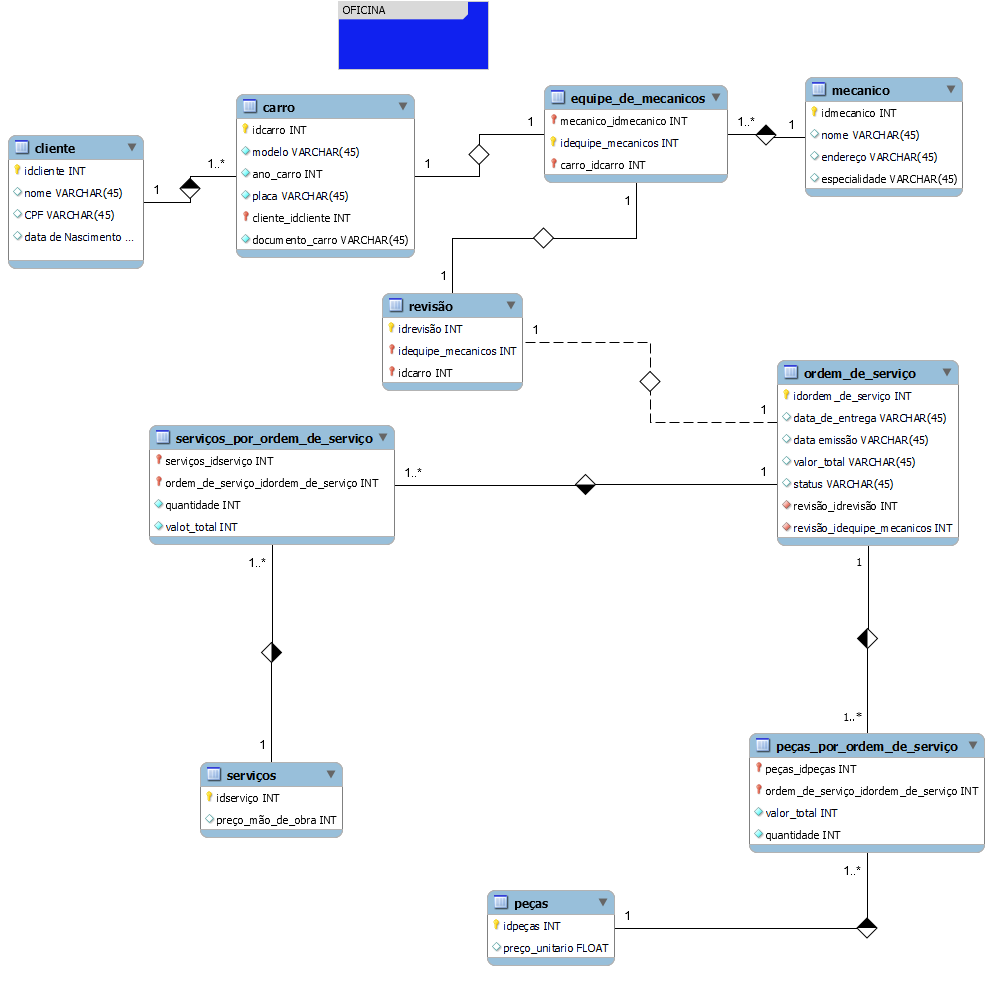 OFICINA
cliente
idcliente INT
nome VARCHAR(45)
CPF VARCHAR(45)
data de Nascimento ...
1
1..*
carro
idcarro INT
modelo VARCHAR(45)
ano_carro INT
placa VARCHAR(45)
cliente_idcliente INT
documento_carro VARCHAR(45)
1
1
equipe_de_mecanicos
mecanico_idmecanico INT
idequipe_mecanicos INT
carro_idcarro INT
1..*
1
mecanico
idmecanico INT
nome VARCHAR(45)
endereço VARCHAR(45)
especialidade VARCHAR(45)
1
1
revisão
idrevisão INT
idequipe_mecanicos INT
idcarro INT
1
1
ordem_de_serviço
idordem_de_serviço INT
data_de_entrega VARCHAR(45)
data emissão VARCHAR(45)
valor_total VARCHAR(45)
status VARCHAR(45)
revisão_idrevisão INT
revisão_idequipe_mecanicos INT
serviços_por_ordem_de_serviço
serviços_idserviço INT
ordem_de_serviço_idordem_de_serviço INT
quantidade INT
valot_total INT
1..*
1
1..*
1
serviços
idserviço INT
preço_mão_de_obra INT
1
1..*
peças_por_ordem_de_serviço
peças_idpeças INT
ordem_de_serviço_idordem_de_serviço INT
valor_total INT
quantidade INT
1..*
1
peças
idpeças INT
preço_unitario FLOAT